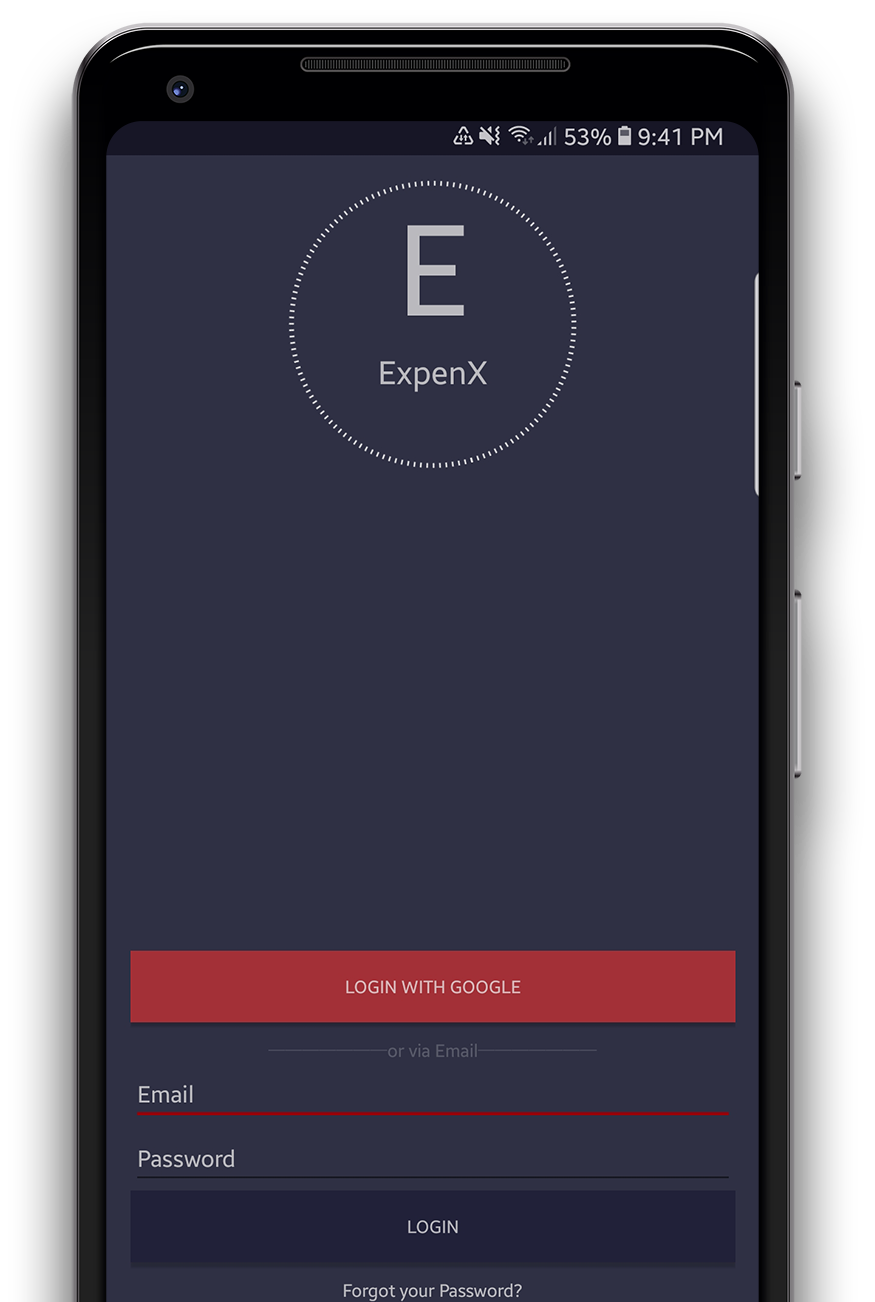 53% 9:41 PM
E
ExpenX
LOGIN WITH GOOGLE
or via Email
Email
Password
LOGIN
Forgot your Password?